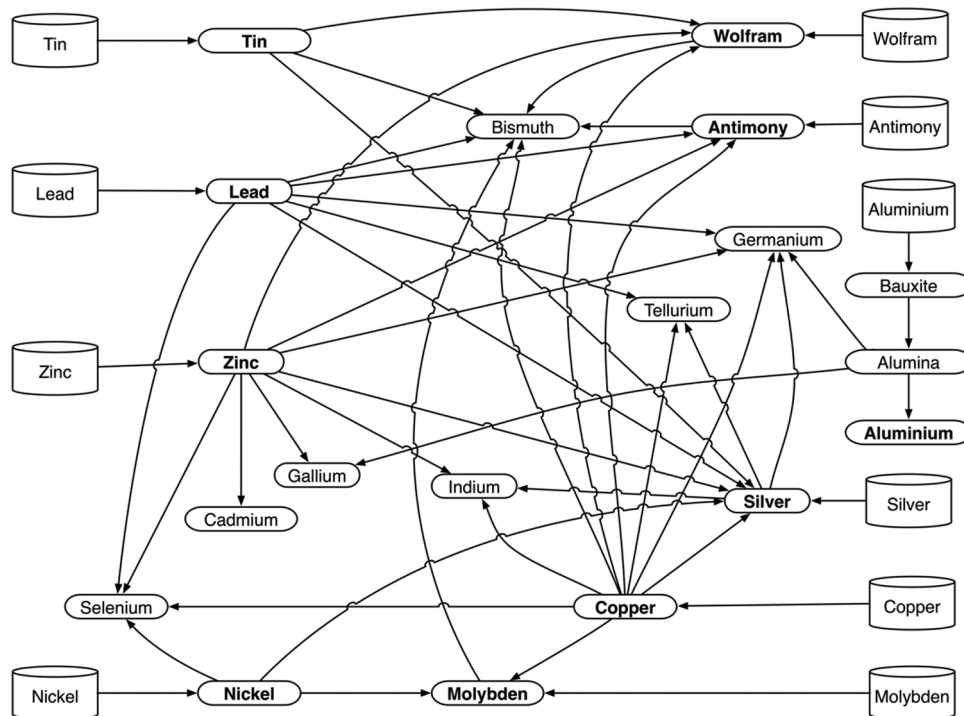 Tin
Tin
Wolfram
Wolfram
Bismuth
Antimony
Antimony
Lead
Lead
Aluminium
Germanium
Bauxite
Tellurium
Zinc
Zinc
Alumina
Aluminium
Gallium
Indium
Silver
Silver
Cadmium
Selenium
Copper
Copper
Nickel
Nickel
Molybden
Molybden